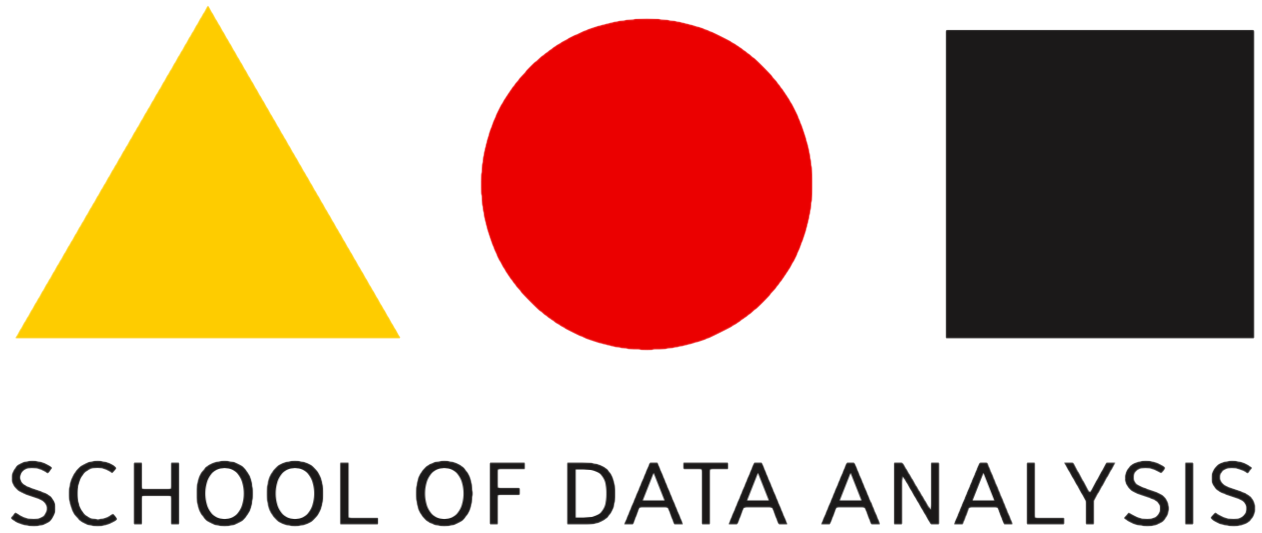 SCHOOL OF DATA ANALYSIS